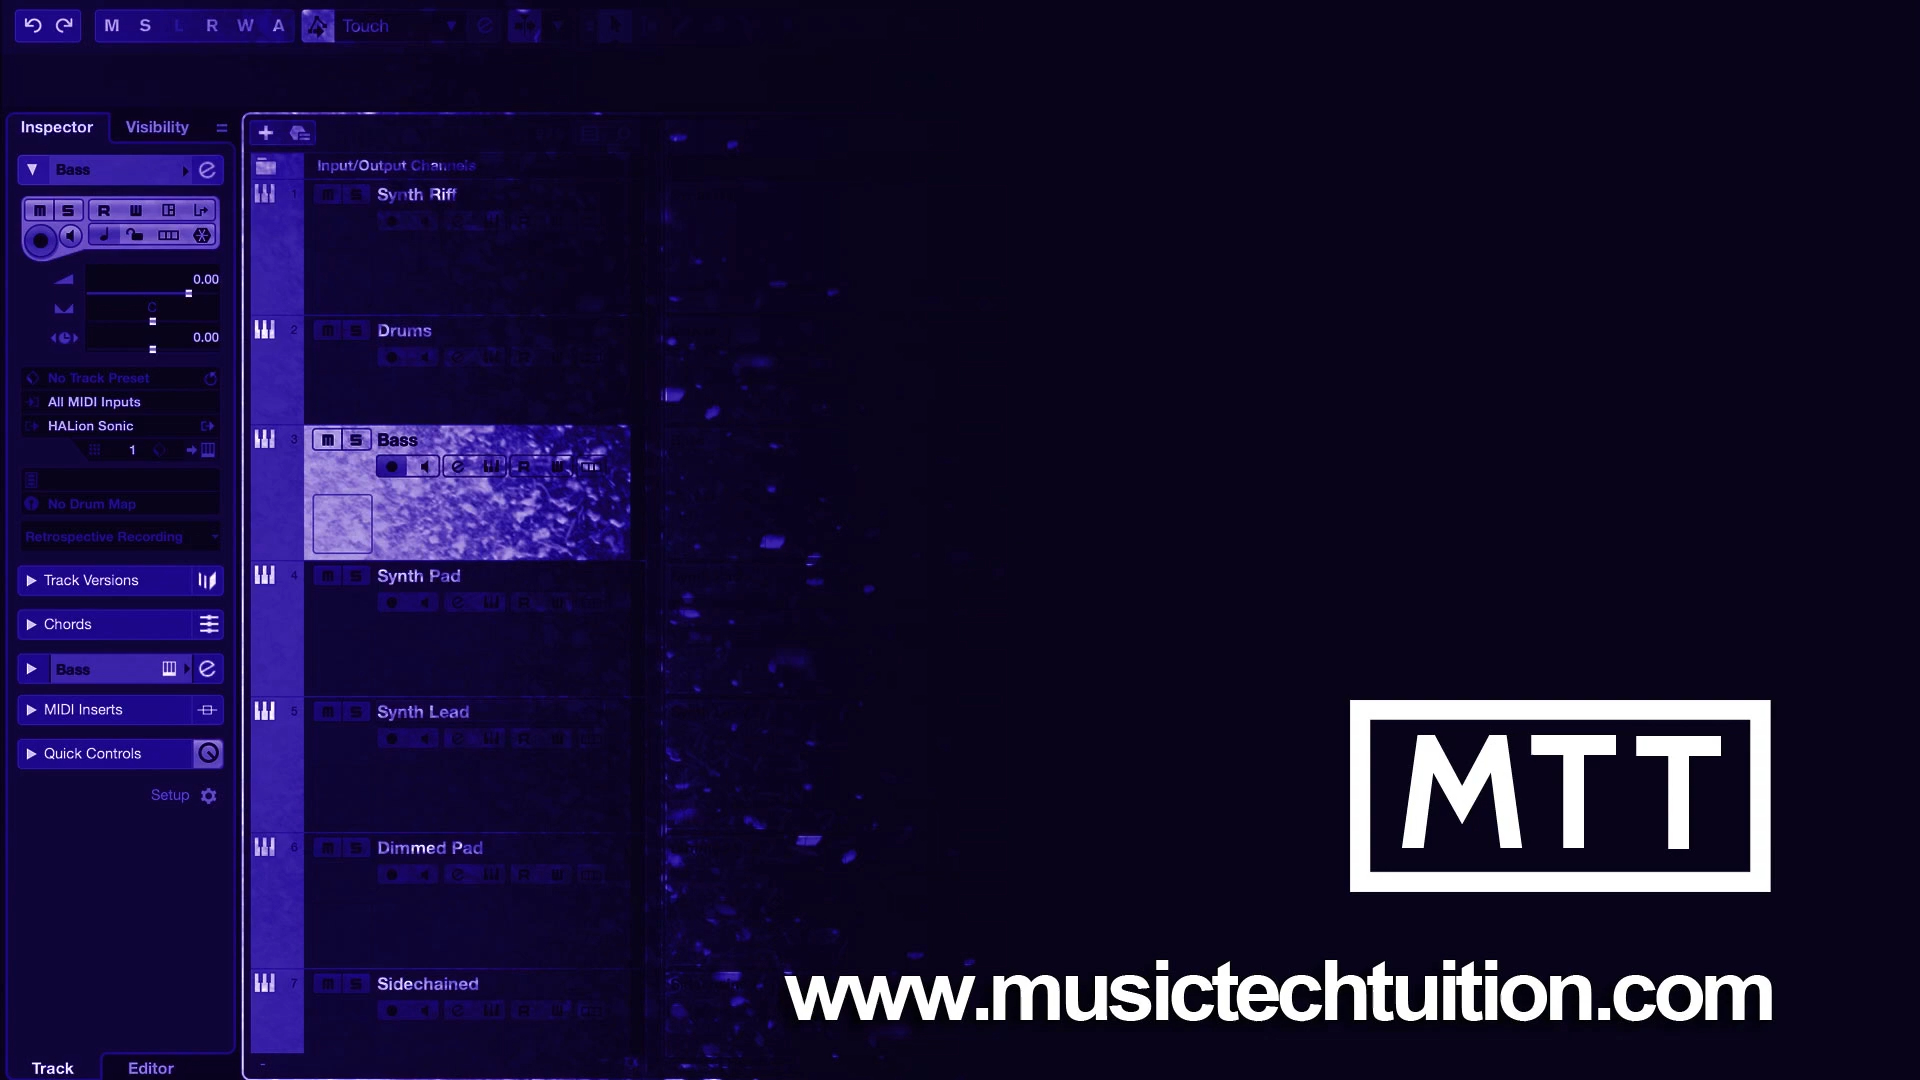 M S L R W A Touch
Inspector Visibility
Bass
M S R W
0.00
C
0.00
No Track Preset
All MIDI Inputs
HALion Sonic
1
No Drum Map
Retrospective Recording
Track Versions
Chords
Bass
MIDI Inserts
Quick Controls
Setup
Track Editor
Input/Output Channels
1 M S Synth Riff
2 M S Drums
R W
3 M S Bass
R W
4 M S Synth Pad
R W
5 M S Synth Lead
R W
6 M S Dimmed Pad
R W
7 M S Sidechained
R W
MTT
www.musictechtuition.com